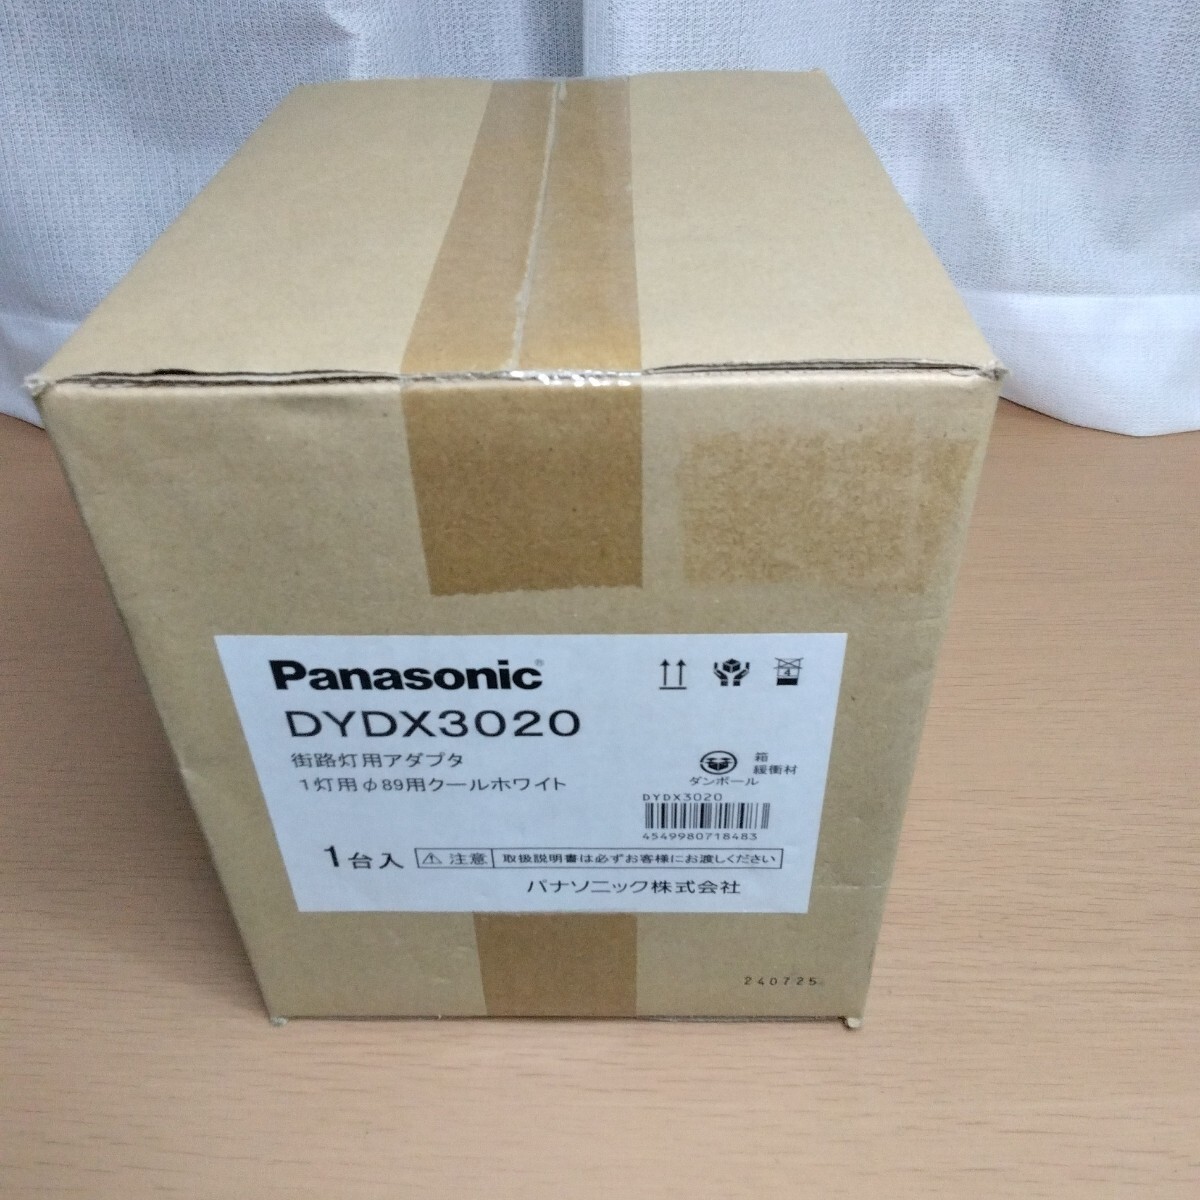 Panasonic®
DYDX3020
街路灯用アダプタ
1灯用φ89用クールホワイト
4
箱
緩衝材
ダンボール
DYDX3020
4549980718483
1台入 注意 取扱説明書は必ずお客様にお渡しください
パナソニック株式会社
240725